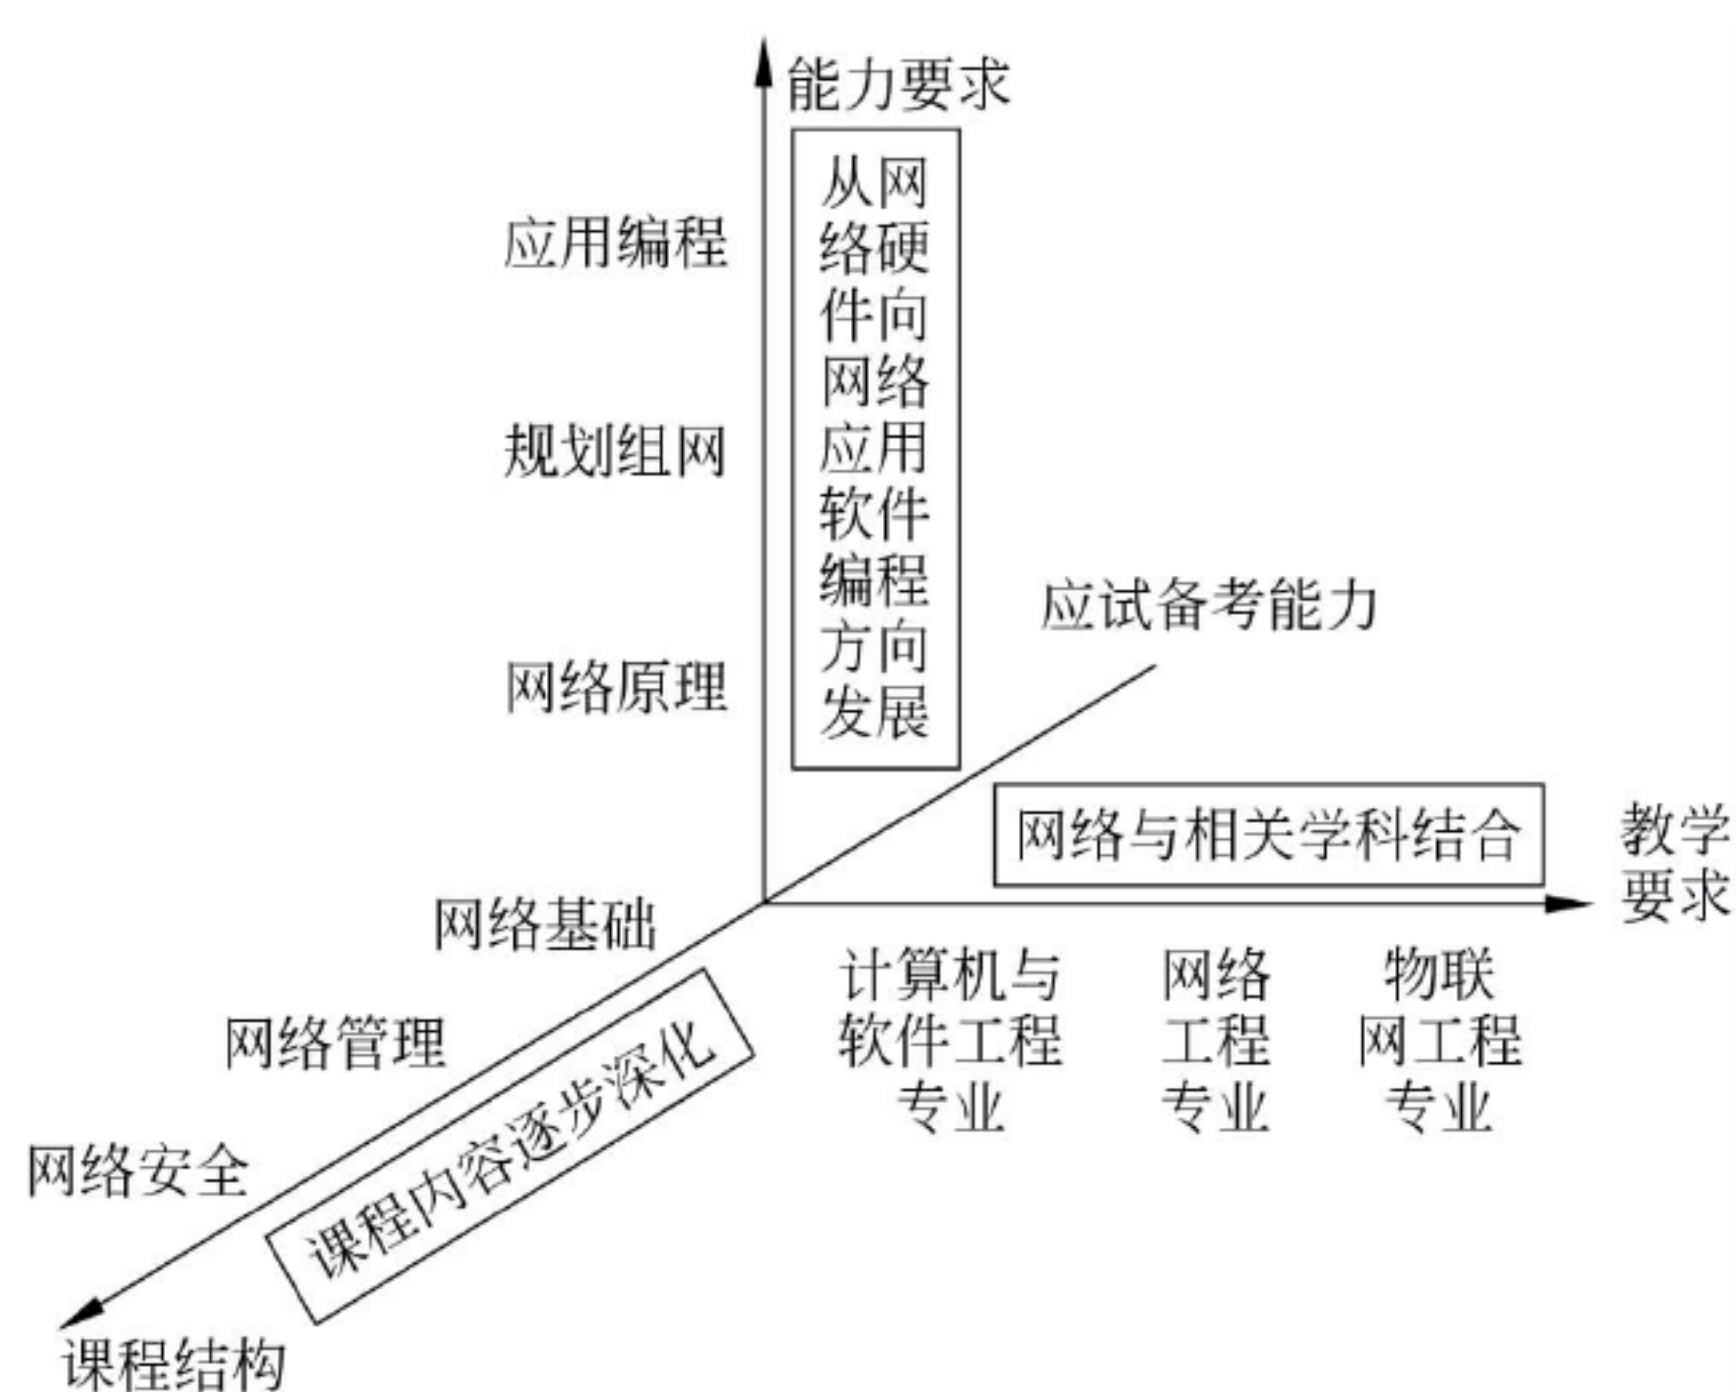 能力要求
从网
络硬
件向
网络
应用
软件
编程
方向
发展
应用编程
规划组网
网络原理
应试备考能力
网络与相关学科结合
教学
要求
网络基础
网络管理
网络安全
课程内容逐步深化
课程结构
计算机与
软件工程
专业
网络
工程
专业
物联
网工程
专业